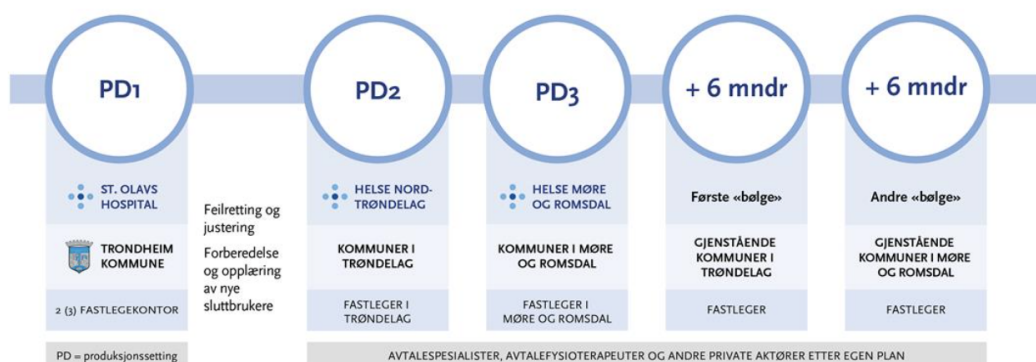 PD1
PD2
PD3
+ 6 mndr
+ 6 mndr
ST. OLAVS
HOSPITAL
TRONDHEIM
KOMMUNE
2 (3) FASTLEGEKONTOR
Feilretting og
justering
Forberedelse
og opplæring
av nye
sluttbrukere
HELSE NORD-
TRØNDELAG
KOMMUNER I
TRØNDELAG
FASTLEGER I
TRØNDELAG
HELSE MØRE
OG ROMSDAL
KOMMUNER I MØRE
OG ROMSDAL
FASTLEGER I
MØRE OG ROMSDAL
Første «bølge»
GJENSTÅENDE
KOMMUNER I
TRØNDELAG
FASTLEGER
Andre «bølge»
GJENSTÅENDE
KOMMUNER I MØRE
OG ROMSDAL
FASTLEGER
PD = produksjonssetting
AVTALESPESIALISTER, AVTALEFYSIOTERAPEUTER OG ANDRE PRIVATE AKTØRER ETTER EGEN PLAN